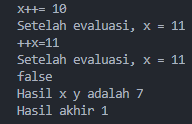 x++= 10
Setelah evaluasi, x = 11
++x=11
Setelah evaluasi, x = 11
false
Hasil x y adalah 7
Hasil akhir 1